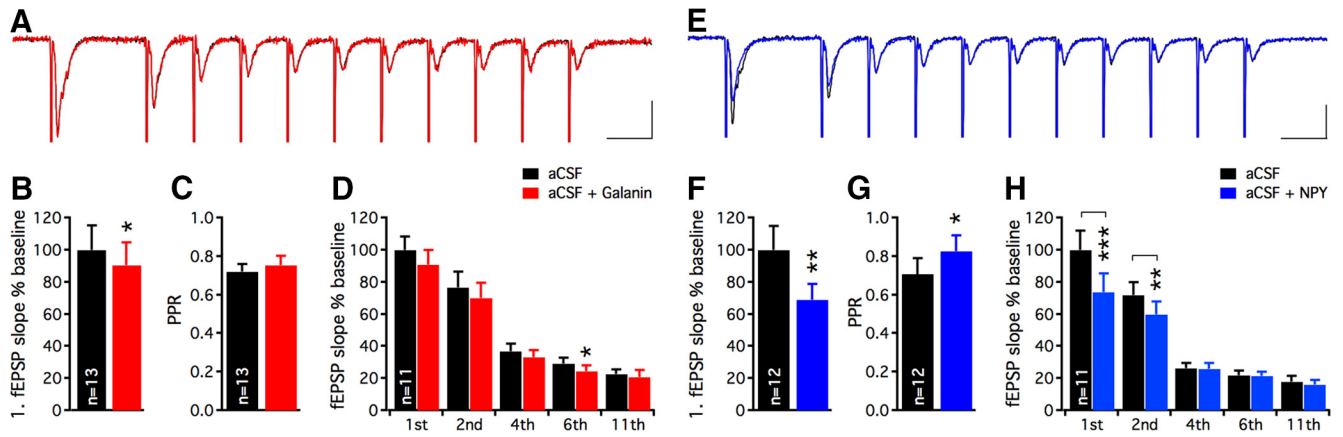 A
E
aCSF
aCSF + Galanin
aCSF
aCSF + NPY
B
1. fEPSP slope % baseline
120
100
80
60
40
20
0
n=13
*
C
PPR
1.0
0.8
0.6
0.4
0.2
0.0
n=13
D
fEPSP slope % baseline
120
100
80
60
40
20
0
n=11
*
1st 2nd 4th 6th 11th
F
1. fEPSP slope % baseline
120
100
80
60
40
20
0
n=12
**
G
PPR
1.0
0.8
0.6
0.4
0.2
0.0
n=12
*
H
fEPSP slope % baseline
120
100
80
60
40
20
0
n=11
***
**
1st 2nd 4th 6th 11th